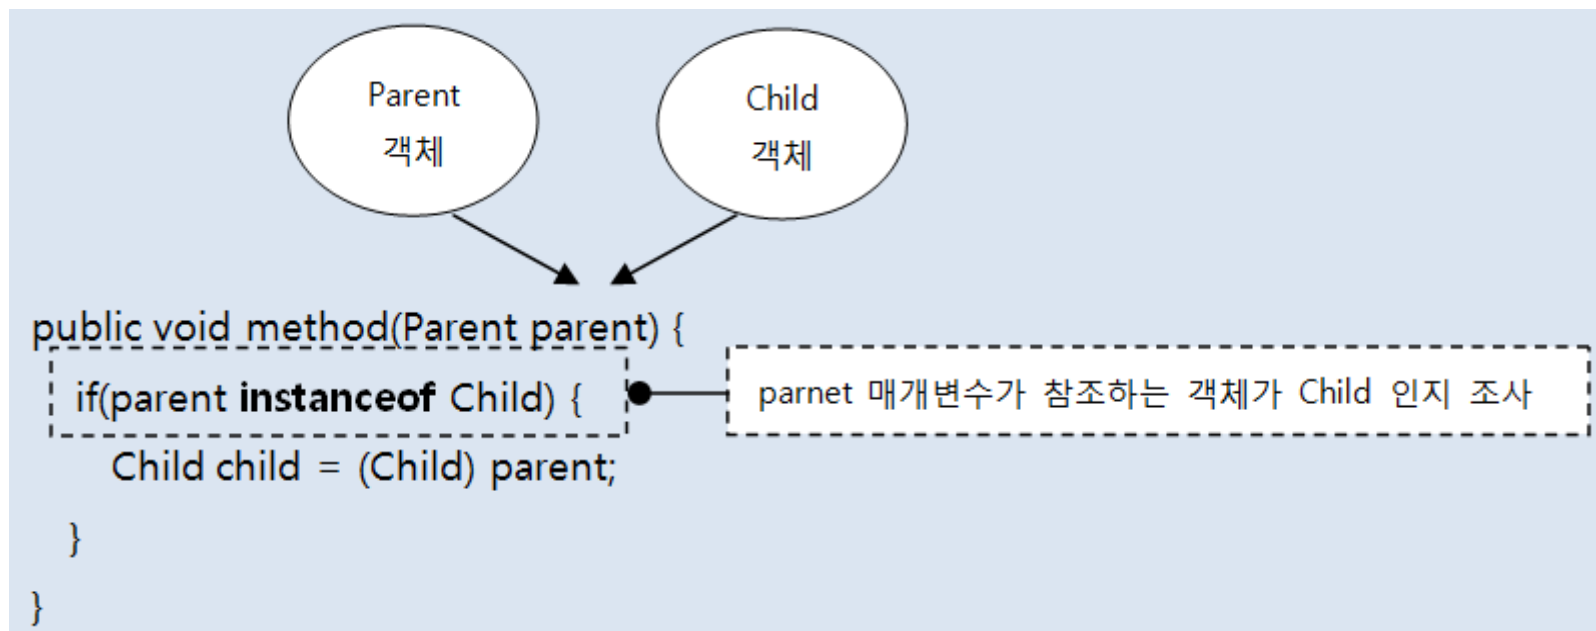 Parent
객체
Child
객체
public void method(Parent parent) {
if(parent instanceof Child) {
parnet 매개변수가 참조하는 객체가 Child 인지 조사
Child child = (Child) parent;
}
}